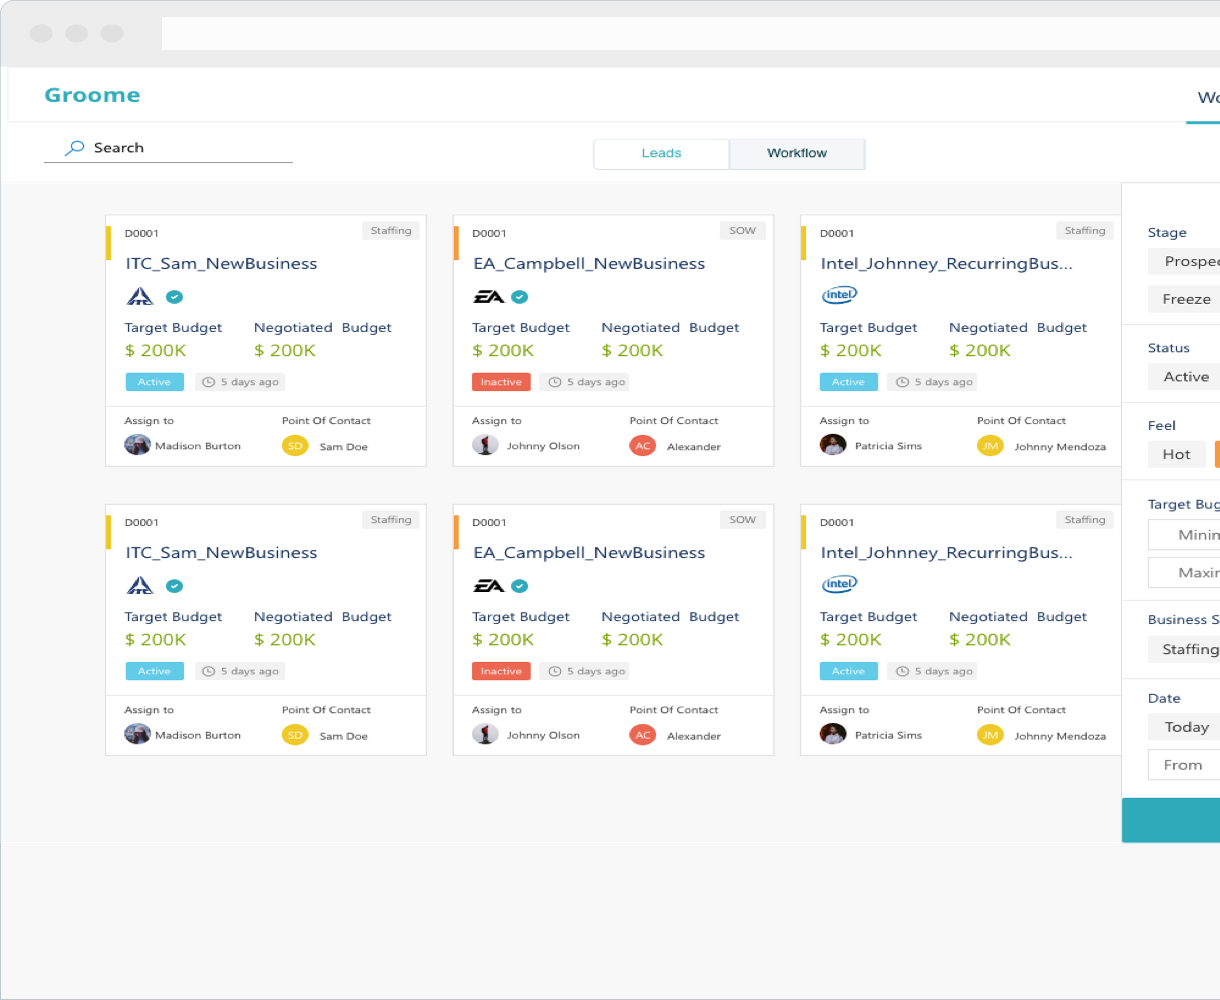 Groome
Wo
Search
Leads
Workflow
D0001
Staffing
ITC_Sam_NewBusiness
ITC
Target Budget
Negotiated Budget
$ 200K
$ 200K
Active
5 days ago
Assign to
Point Of Contact
Madison Burton
SD
Sam Doe
D0001
SOW
EA_Campbell_NewBusiness
EA
Target Budget
Negotiated Budget
$ 200K
$ 200K
Inactive
5 days ago
Assign to
Point Of Contact
Johnny Olson
AC
Alexander
D0001
Staffing
Intel_Johnney_RecurringBus...
intel
Target Budget
Negotiated Budget
$ 200K
$ 200K
Active
5 days ago
Assign to
Point Of Contact
Patricia Sims
JM
Johnny Mendoza
D0001
Staffing
ITC_Sam_NewBusiness
ITC
Target Budget
Negotiated Budget
$ 200K
$ 200K
Active
5 days ago
Assign to
Point Of Contact
Madison Burton
SD
Sam Doe
D0001
SOW
EA_Campbell_NewBusiness
EA
Target Budget
Negotiated Budget
$ 200K
$ 200K
Inactive
5 days ago
Assign to
Point Of Contact
Johnny Olson
AC
Alexander
D0001
Staffing
Intel_Johnney_RecurringBus...
intel
Target Budget
Negotiated Budget
$ 200K
$ 200K
Active
5 days ago
Assign to
Point Of Contact
Patricia Sims
JM
Johnny Mendoza
Stage
Prospec
Freeze
Status
Active
Feel
Hot
Target Bug
Minim
Maxim
Business S
Staffing
Date
Today
From